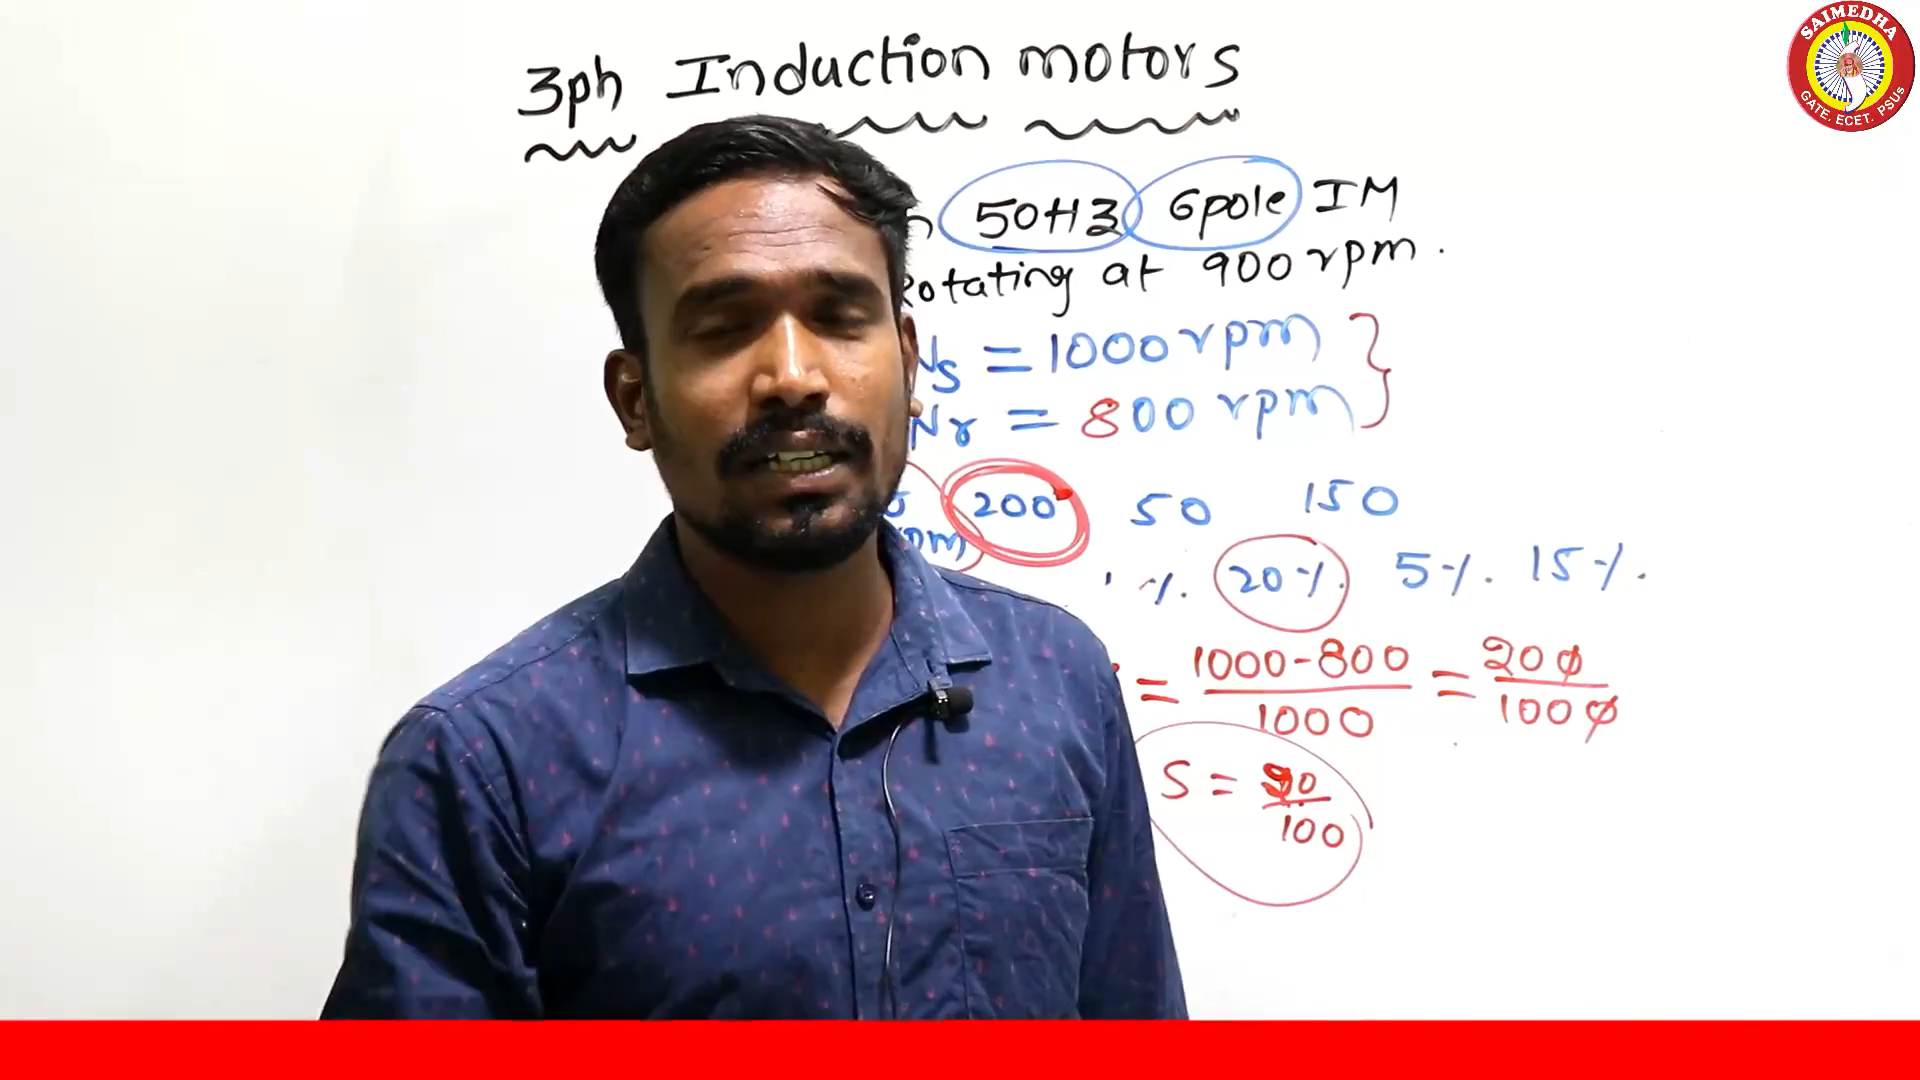 SAIMEDHA
GATE. ECET. PSUs
3ph Induction motors
50HZ 6pole IM
Rotating at 900 rpm.
Ns = 1000 rpm
Nr = 800 rpm
200 50 150
rpm
%. 20%. 5%. 15%.
= 1000-800 / 1000 = 200 / 1000
S = 20 / 100